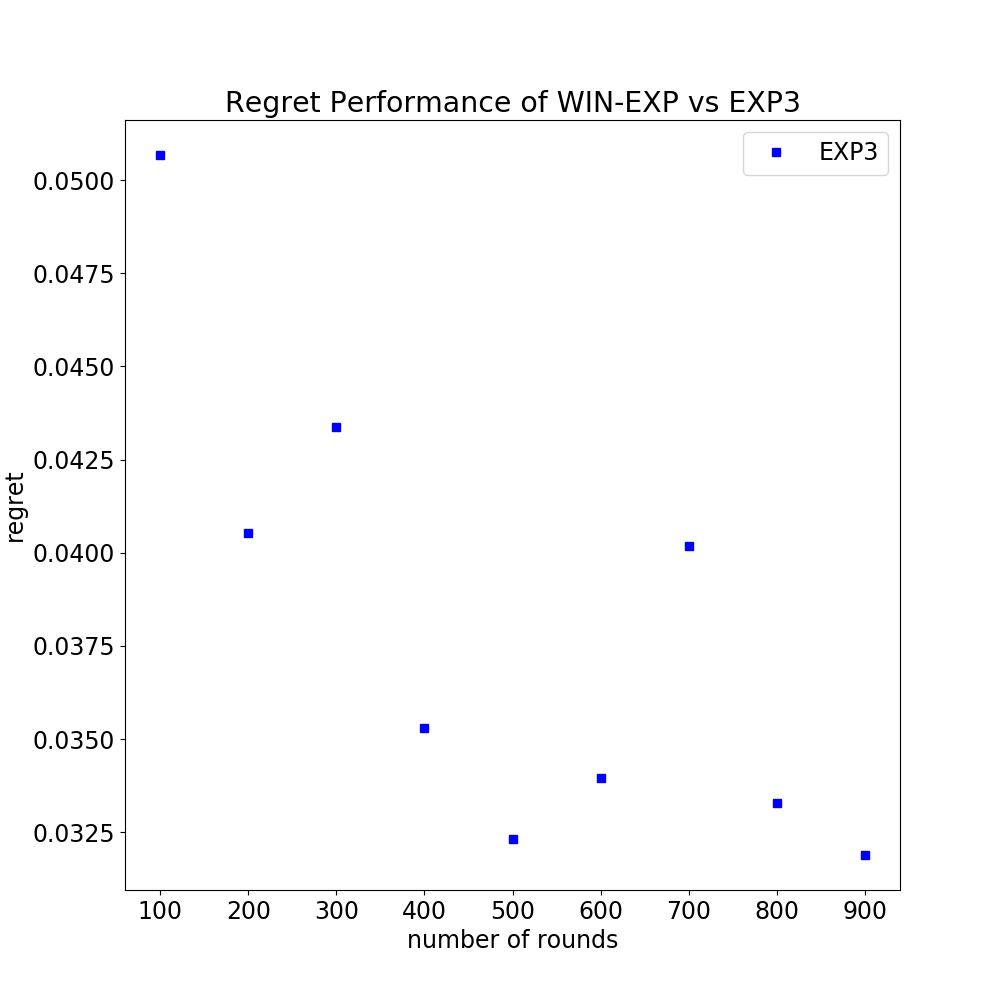 Regret Performance of WIN-EXP vs EXP3
EXP3
0.0500
0.0475
0.0450
0.0425
0.0400
0.0375
0.0350
0.0325
regret
100 200 300 400 500 600 700 800 900
number of rounds